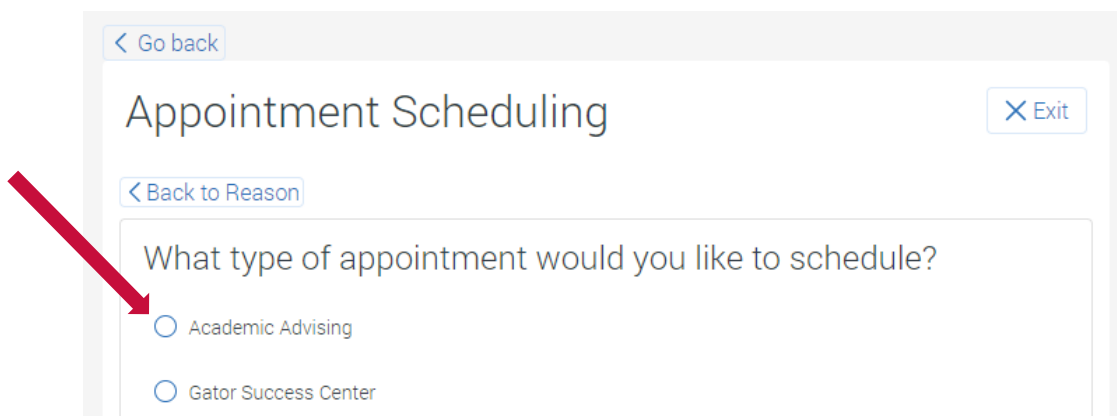 Go back
Appointment Scheduling
Exit
Back to Reason
What type of appointment would you like to schedule?
Academic Advising
Gator Success Center